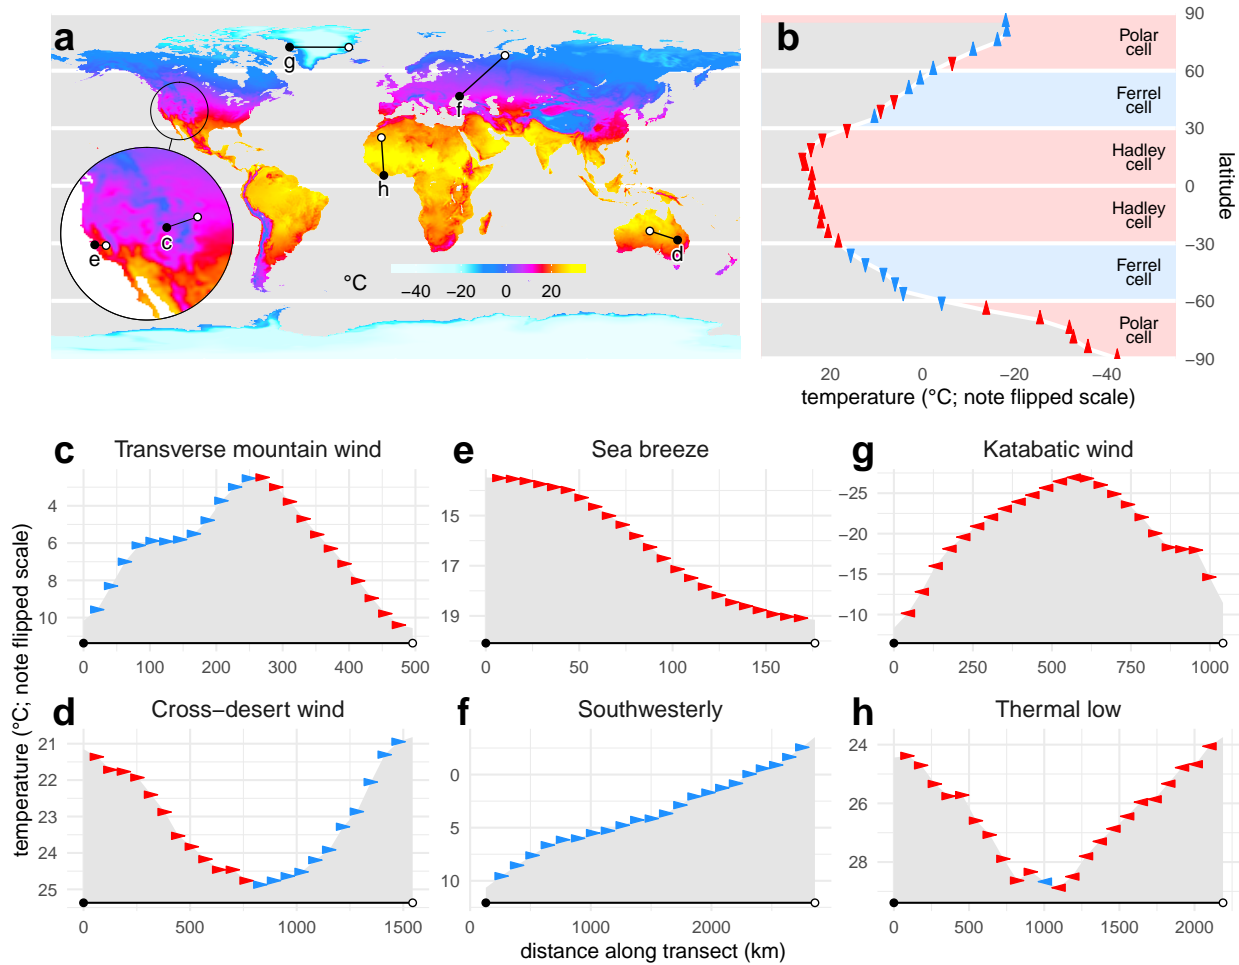 a
g
f
h
c
e
d
°C
−40 −20 0 20
b
90
Polar
cell
60
Ferrel
cell
30
Hadley
cell
0
Hadley
cell
−30
Ferrel
cell
−60
Polar
cell
−90
latitude
20 0 −20 −40
temperature (°C; note flipped scale)
temperature (°C; note flipped scale)
c Transverse mountain wind
4
6
8
10
0 100 200 300 400 500
e Sea breeze
15
17
19
0 50 100 150
g Katabatic wind
−25
−20
−15
−10
0 250 500 750 1000
d Cross−desert wind
21
22
23
24
25
0 500 1000 1500
f Southwesterly
0
5
10
0 1000 2000
h Thermal low
24
26
28
0 500 1000 1500 2000
distance along transect (km)